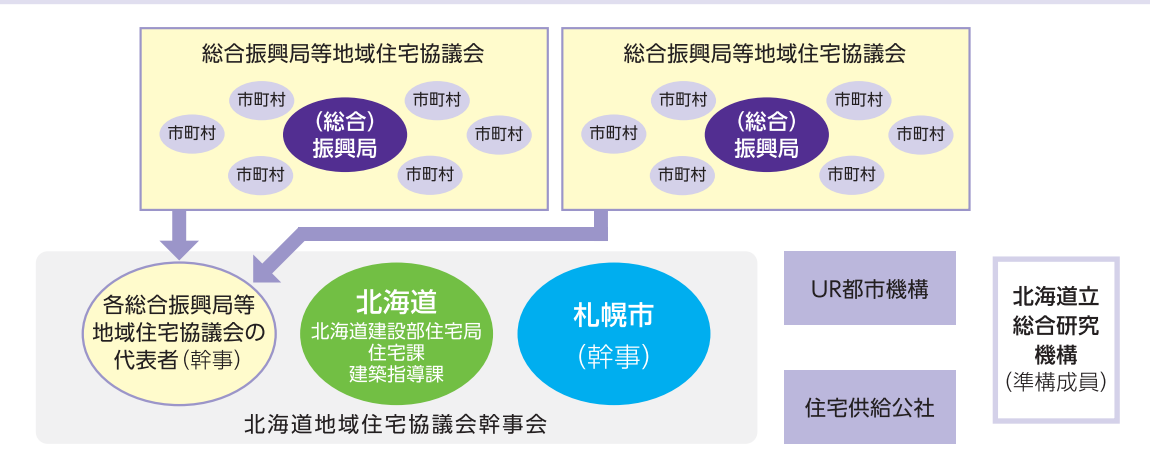 総合振興局等地域住宅協議会
市町村
市町村
市町村
(総合)
振興局
市町村
市町村
市町村
総合振興局等地域住宅協議会
市町村
市町村
市町村
(総合)
振興局
市町村
市町村
市町村
各総合振興局等
地域住宅協議会の
代表者(幹事)
北海道
北海道建設部住宅局
住宅課
建築指導課
札幌市
(幹事)
北海道地域住宅協議会幹事会
UR都市機構
住宅供給公社
北海道立
総合研究
機構
(準構成員)